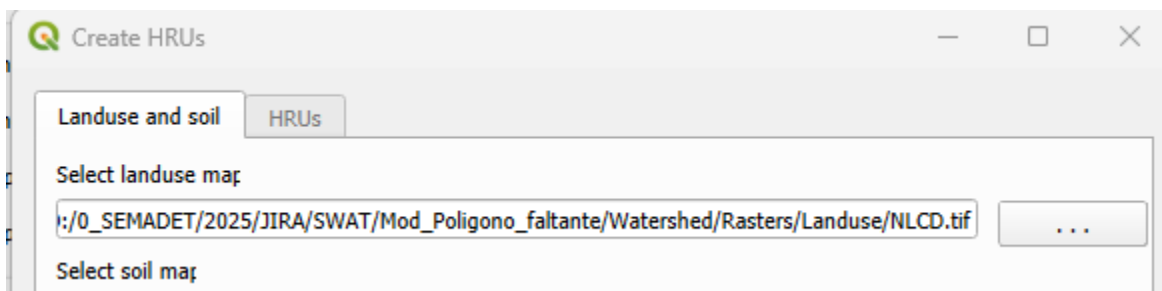 Create HRUs
Landuse and soil
HRUs
Select landuse map
:/0_SEMADET/2025/JIRA/SWAT/Mod_Poligono_faltante/Watershed/Rasters/Landuse/NLCD.tif
...
Select soil map